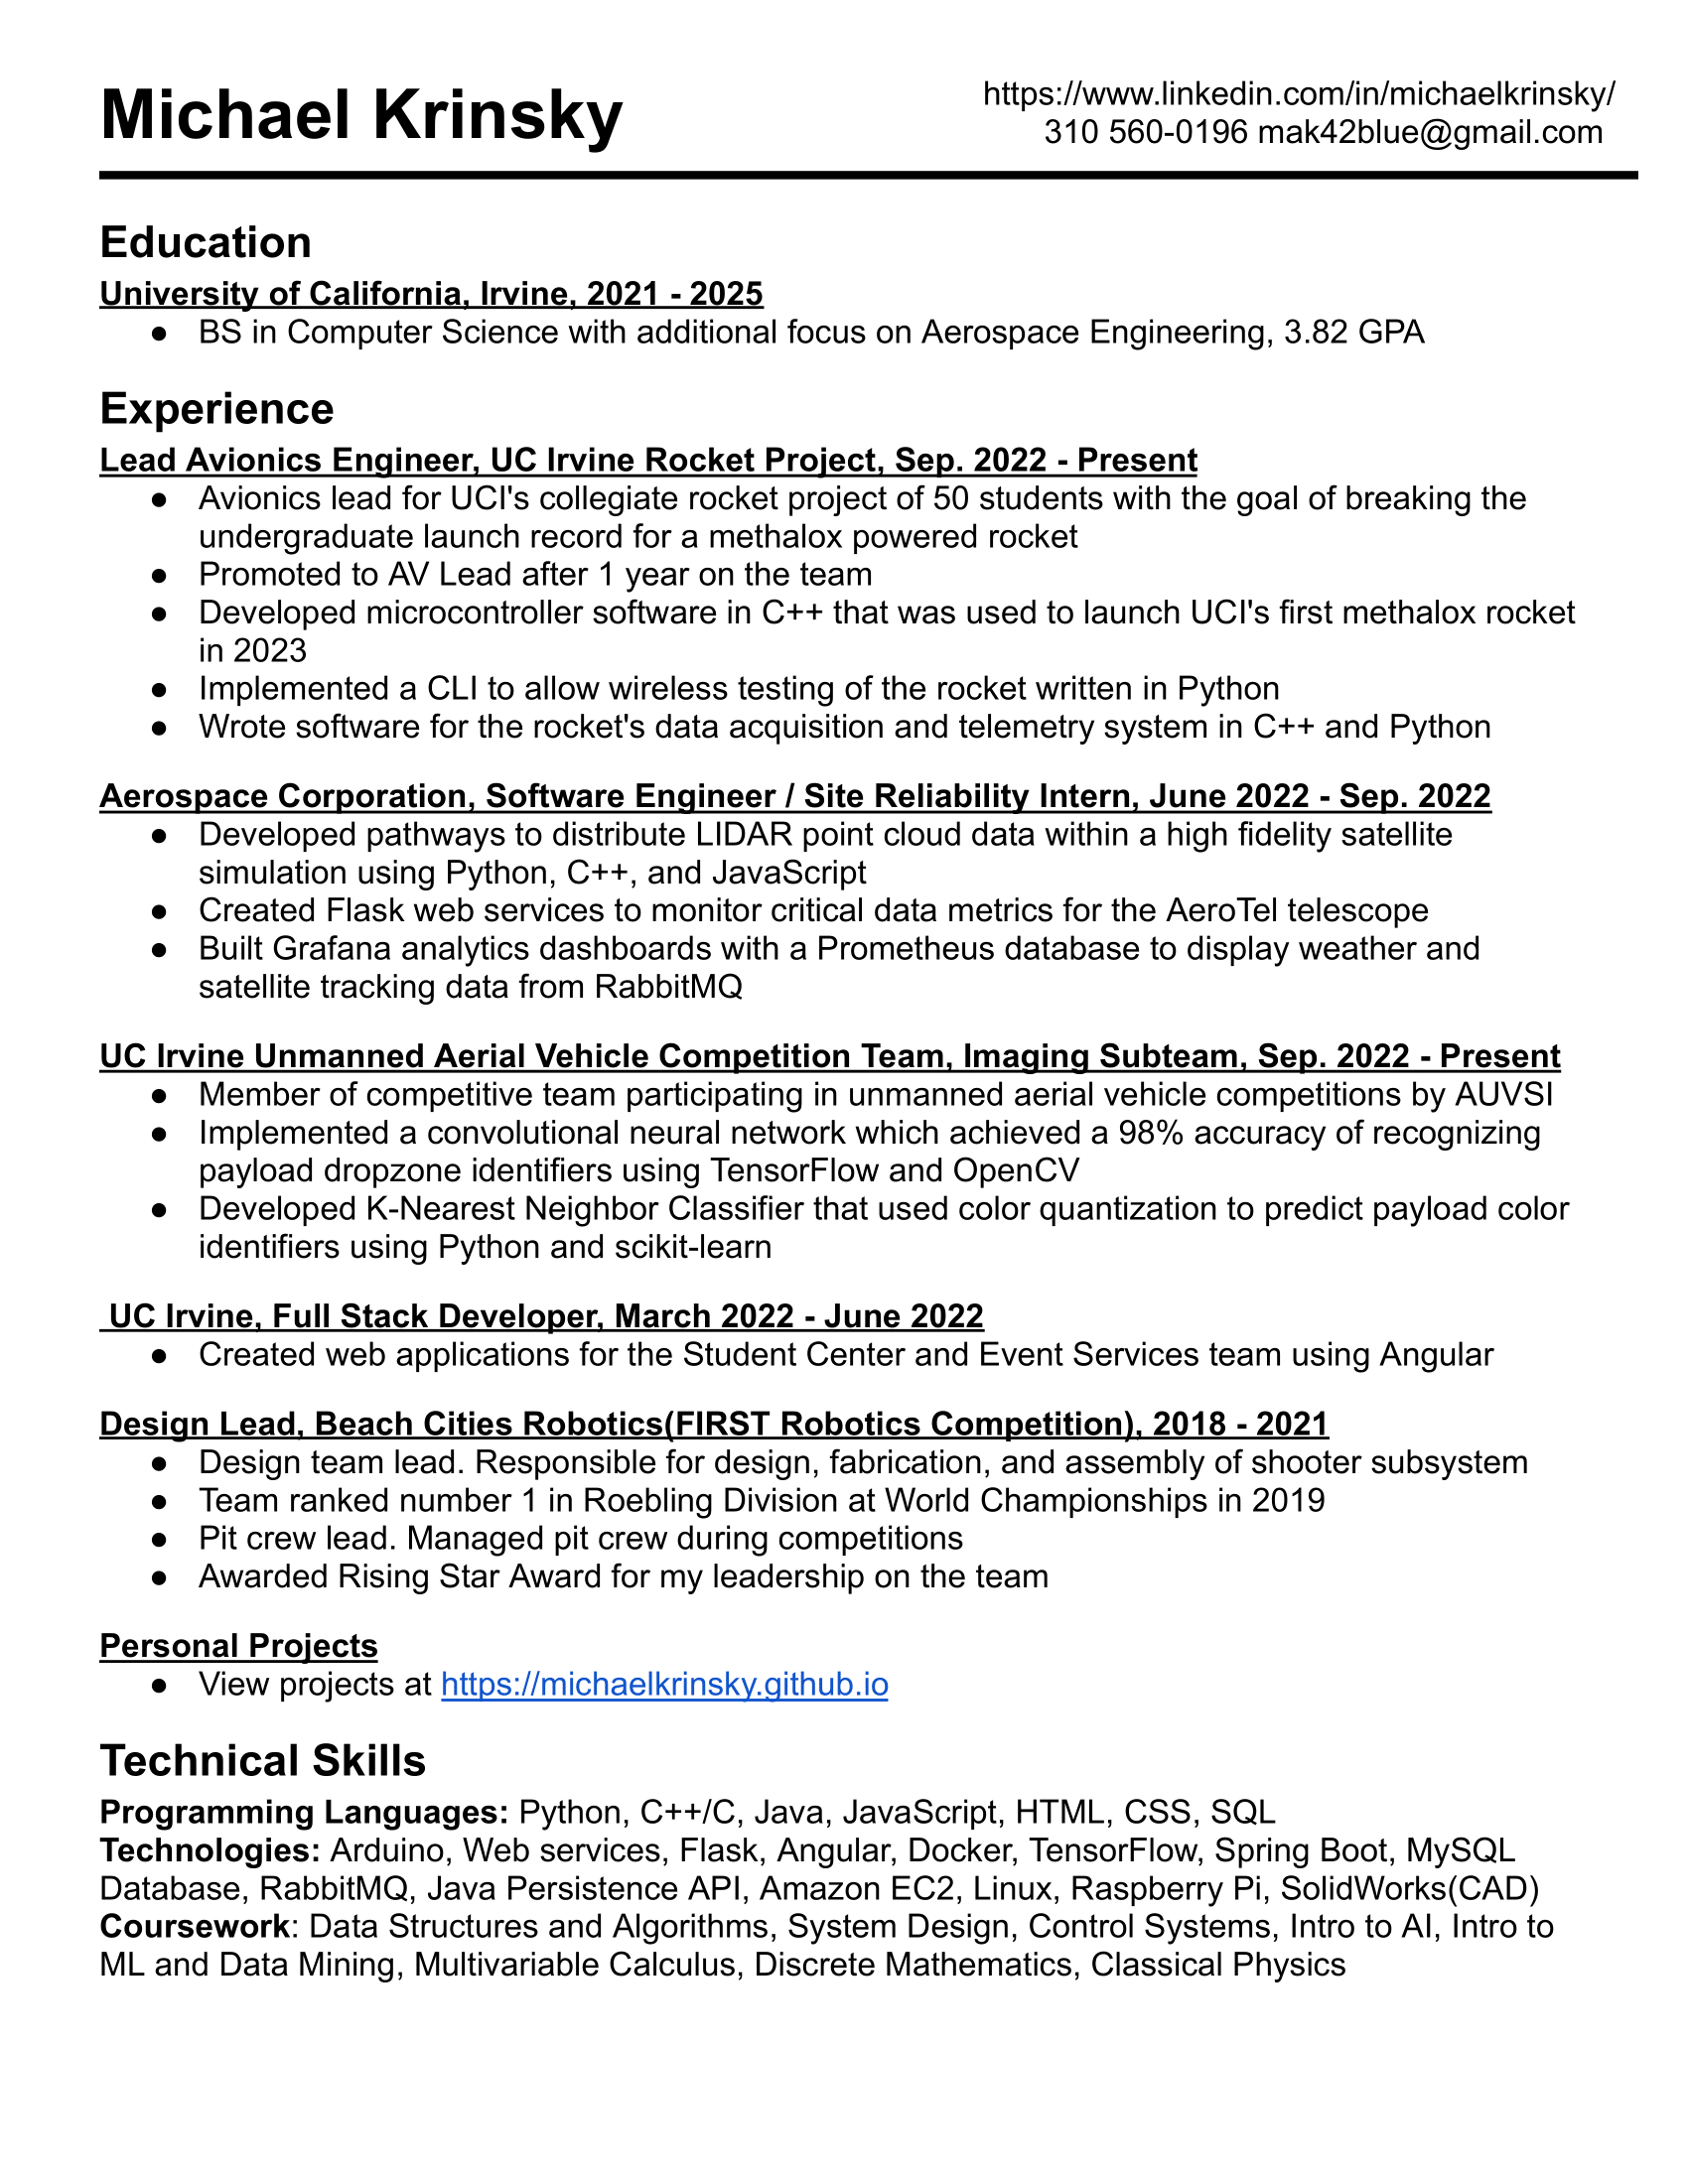 Michael Krinsky
https://www.linkedin.com/in/michaelkrinsky/
310 560-0196 mak42blue@gmail.com
Education
University of California, Irvine, 2021 - 2025
● BS in Computer Science with additional focus on Aerospace Engineering, 3.82 GPA
Experience
Lead Avionics Engineer, UC Irvine Rocket Project, Sep. 2022 - Present
● Avionics lead for UCI's collegiate rocket project of 50 students with the goal of breaking the
undergraduate launch record for a methalox powered rocket
● Promoted to AV Lead after 1 year on the team
● Developed microcontroller software in C++ that was used to launch UCI's first methalox rocket
in 2023
● Implemented a CLI to allow wireless testing of the rocket written in Python
● Wrote software for the rocket's data acquisition and telemetry system in C++ and Python
Aerospace Corporation, Software Engineer / Site Reliability Intern, June 2022 - Sep. 2022
● Developed pathways to distribute LIDAR point cloud data within a high fidelity satellite
simulation using Python, C++, and JavaScript
● Created Flask web services to monitor critical data metrics for the AeroTel telescope
● Built Grafana analytics dashboards with a Prometheus database to display weather and
satellite tracking data from RabbitMQ
UC Irvine Unmanned Aerial Vehicle Competition Team, Imaging Subteam, Sep. 2022 - Present
● Member of competitive team participating in unmanned aerial vehicle competitions by AUVSI
● Implemented a convolutional neural network which achieved a 98% accuracy of recognizing
payload dropzone identifiers using TensorFlow and OpenCV
● Developed K-Nearest Neighbor Classifier that used color quantization to predict payload color
identifiers using Python and scikit-learn
UC Irvine, Full Stack Developer, March 2022 - June 2022
● Created web applications for the Student Center and Event Services team using Angular
Design Lead, Beach Cities Robotics(FIRST Robotics Competition), 2018 - 2021
● Design team lead. Responsible for design, fabrication, and assembly of shooter subsystem
● Team ranked number 1 in Roebling Division at World Championships in 2019
● Pit crew lead. Managed pit crew during competitions
● Awarded Rising Star Award for my leadership on the team
Personal Projects
● View projects at https://michaelkrinsky.github.io
Technical Skills
Programming Languages: Python, C++/C, Java, JavaScript, HTML, CSS, SQL
Technologies: Arduino, Web services, Flask, Angular, Docker, TensorFlow, Spring Boot, MySQL
Database, RabbitMQ, Java Persistence API, Amazon EC2, Linux, Raspberry Pi, SolidWorks(CAD)
Coursework: Data Structures and Algorithms, System Design, Control Systems, Intro to AI, Intro to
ML and Data Mining, Multivariable Calculus, Discrete Mathematics, Classical Physics